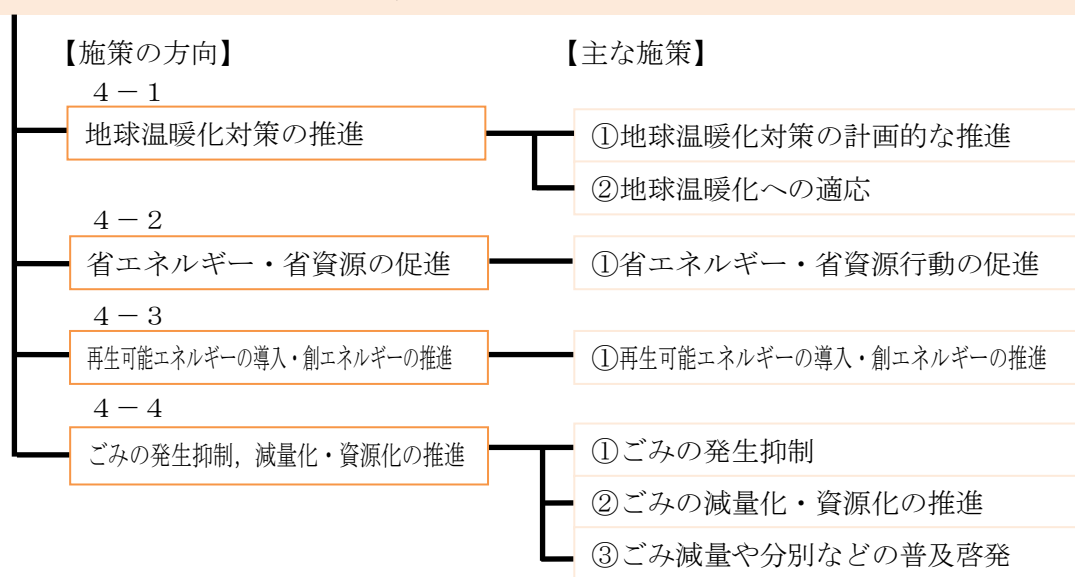 【施策の方向】 【主な施策】
4－1
地球温暖化対策の推進 ①地球温暖化対策の計画的な推進
②地球温暖化への適応
4－2
省エネルギー・省資源の促進 ①省エネルギー・省資源行動の促進
4－3
再生可能エネルギーの導入・創エネルギーの推進 ①再生可能エネルギーの導入・創エネルギーの推進
4－4
ごみの発生抑制，減量化・資源化の推進 ①ごみの発生抑制
②ごみの減量化・資源化の推進
③ごみ減量や分別などの普及啓発